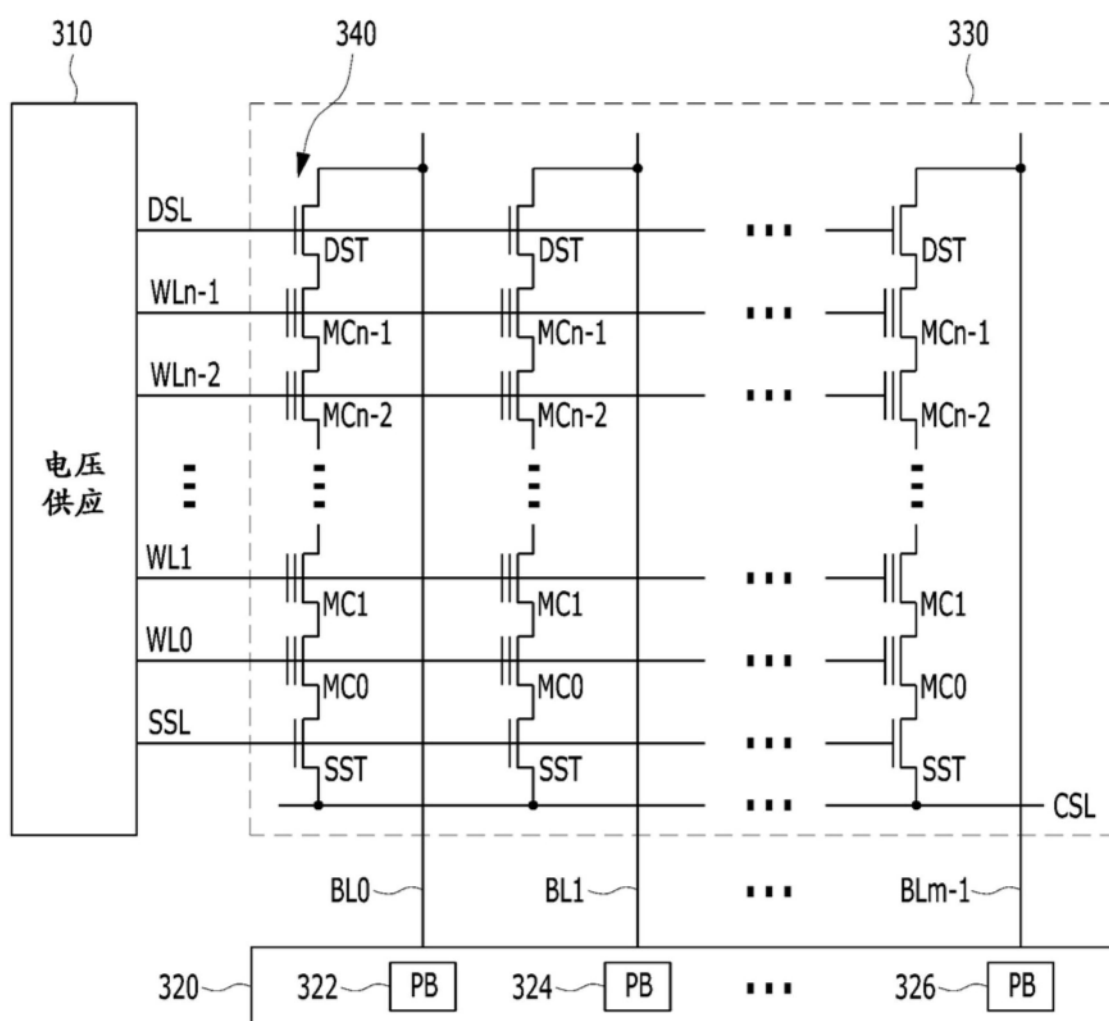 310
340
330
DSL
DST DST DST
WLn-1
MCn-1 MCn-1 MCn-1
WLn-2
MCn-2 MCn-2 MCn-2
电压
供应
WL1
MC1 MC1 MC1
WL0
MC0 MC0 MC0
SSL
SST SST SST
CSL
BL0 BL1 BLm-1
320 322 PB 324 PB 326 PB